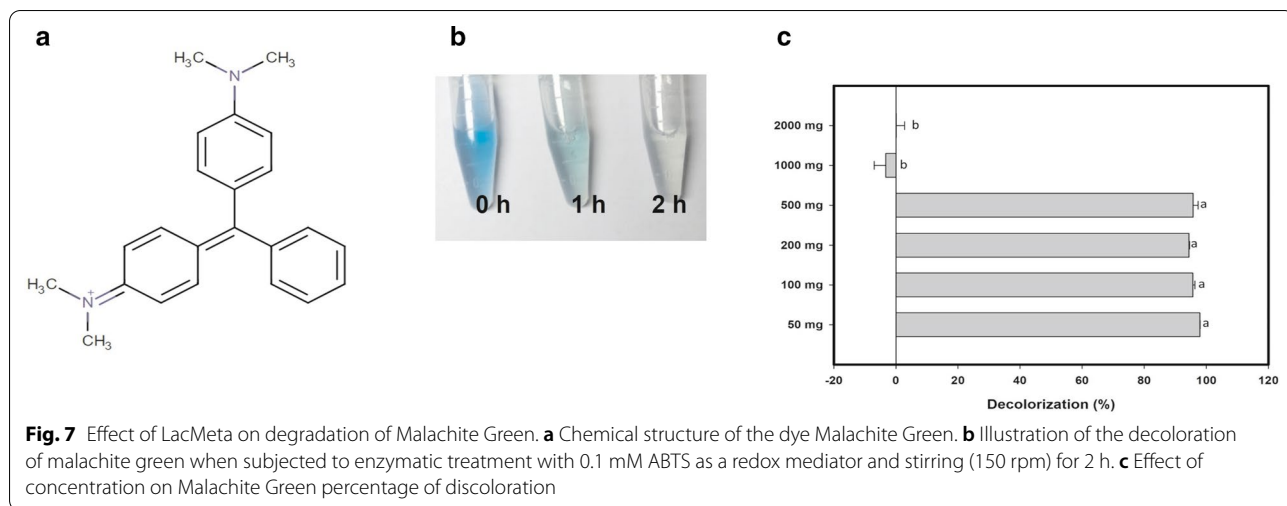 a
H₃C
CH₃
N
H₃C
N
+
CH₃
b
0 h
1 h
2 h
c
2000 mg
b
1000 mg
b
500 mg
a
200 mg
a
100 mg
a
50 mg
a
-20 0 20 40 60 80 100 120
Decolorization (%)
Fig. 7 Effect of LacMeta on degradation of Malachite Green. a Chemical structure of the dye Malachite Green. b Illustration of the decoloration
of malachite green when subjected to enzymatic treatment with 0.1 mM ABTS as a redox mediator and stirring (150 rpm) for 2 h. c Effect of
concentration on Malachite Green percentage of discoloration